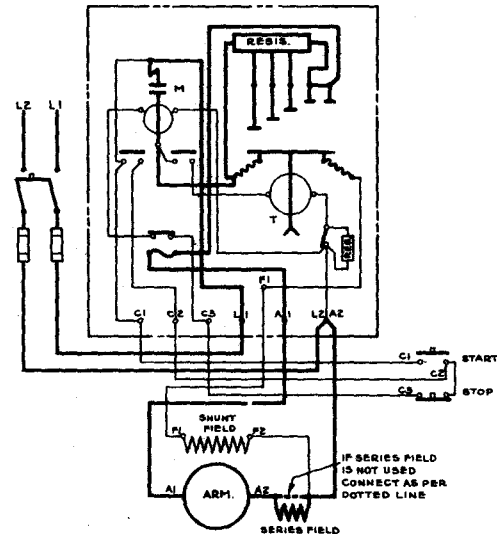 RESIS.
M
L2 L1
T
RES
F1
C1 C2 C3 L1 A1 L2 A2
C1 START
C2
C3 STOP
SHUNT
FIELD
F1 F2
IF SERIES FIELD
IS NOT USED
CONNECT AS PER
DOTTED LINE
A1 ARM. A2
SERIES FIELD